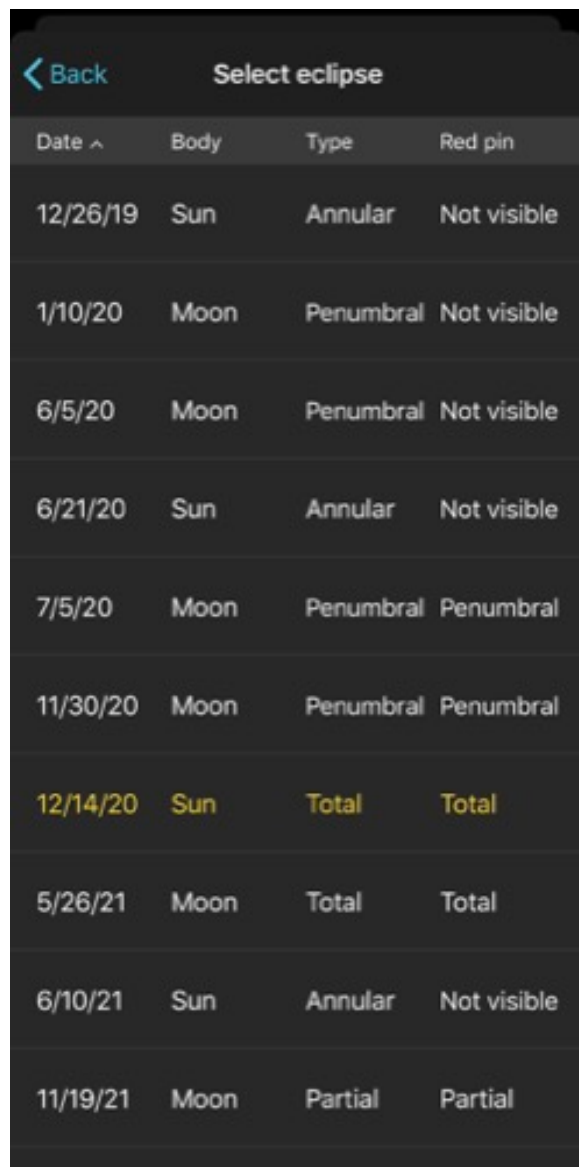 Back Select eclipse
Date Body Type Red pin
12/26/19 Sun Annular Not visible
1/10/20 Moon Penumbral Not visible
6/5/20 Moon Penumbral Not visible
6/21/20 Sun Annular Not visible
7/5/20 Moon Penumbral Penumbral
11/30/20 Moon Penumbral Penumbral
12/14/20 Sun Total Total
5/26/21 Moon Total Total
6/10/21 Sun Annular Not visible
11/19/21 Moon Partial Partial